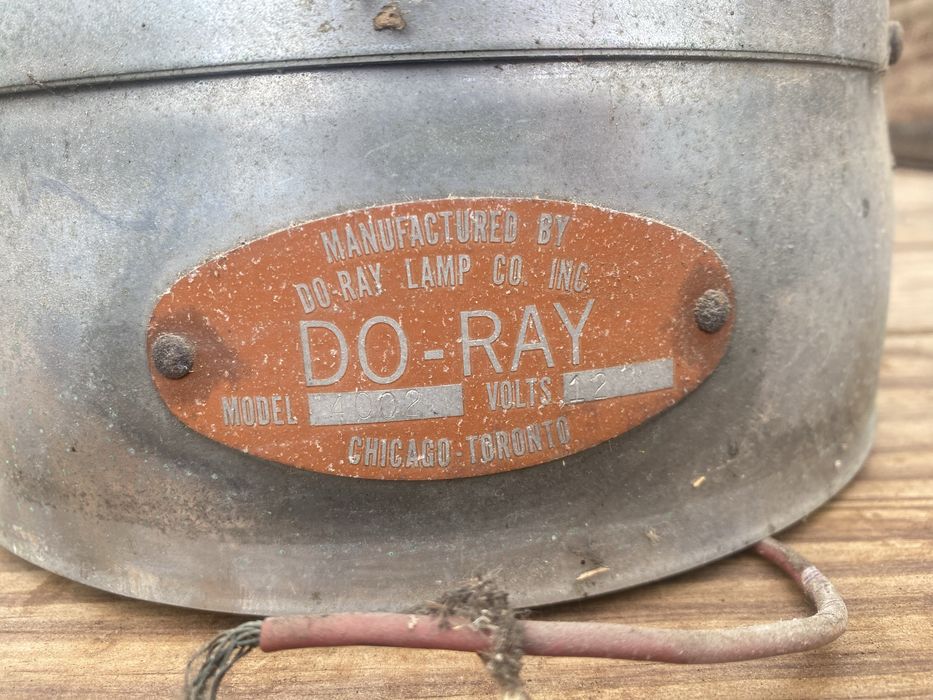 MANUFACTURED BY
DO-RAY LAMP CO. INC.
DO-RAY
MODEL 4002 VOLTS 12
CHICAGO-TORONTO